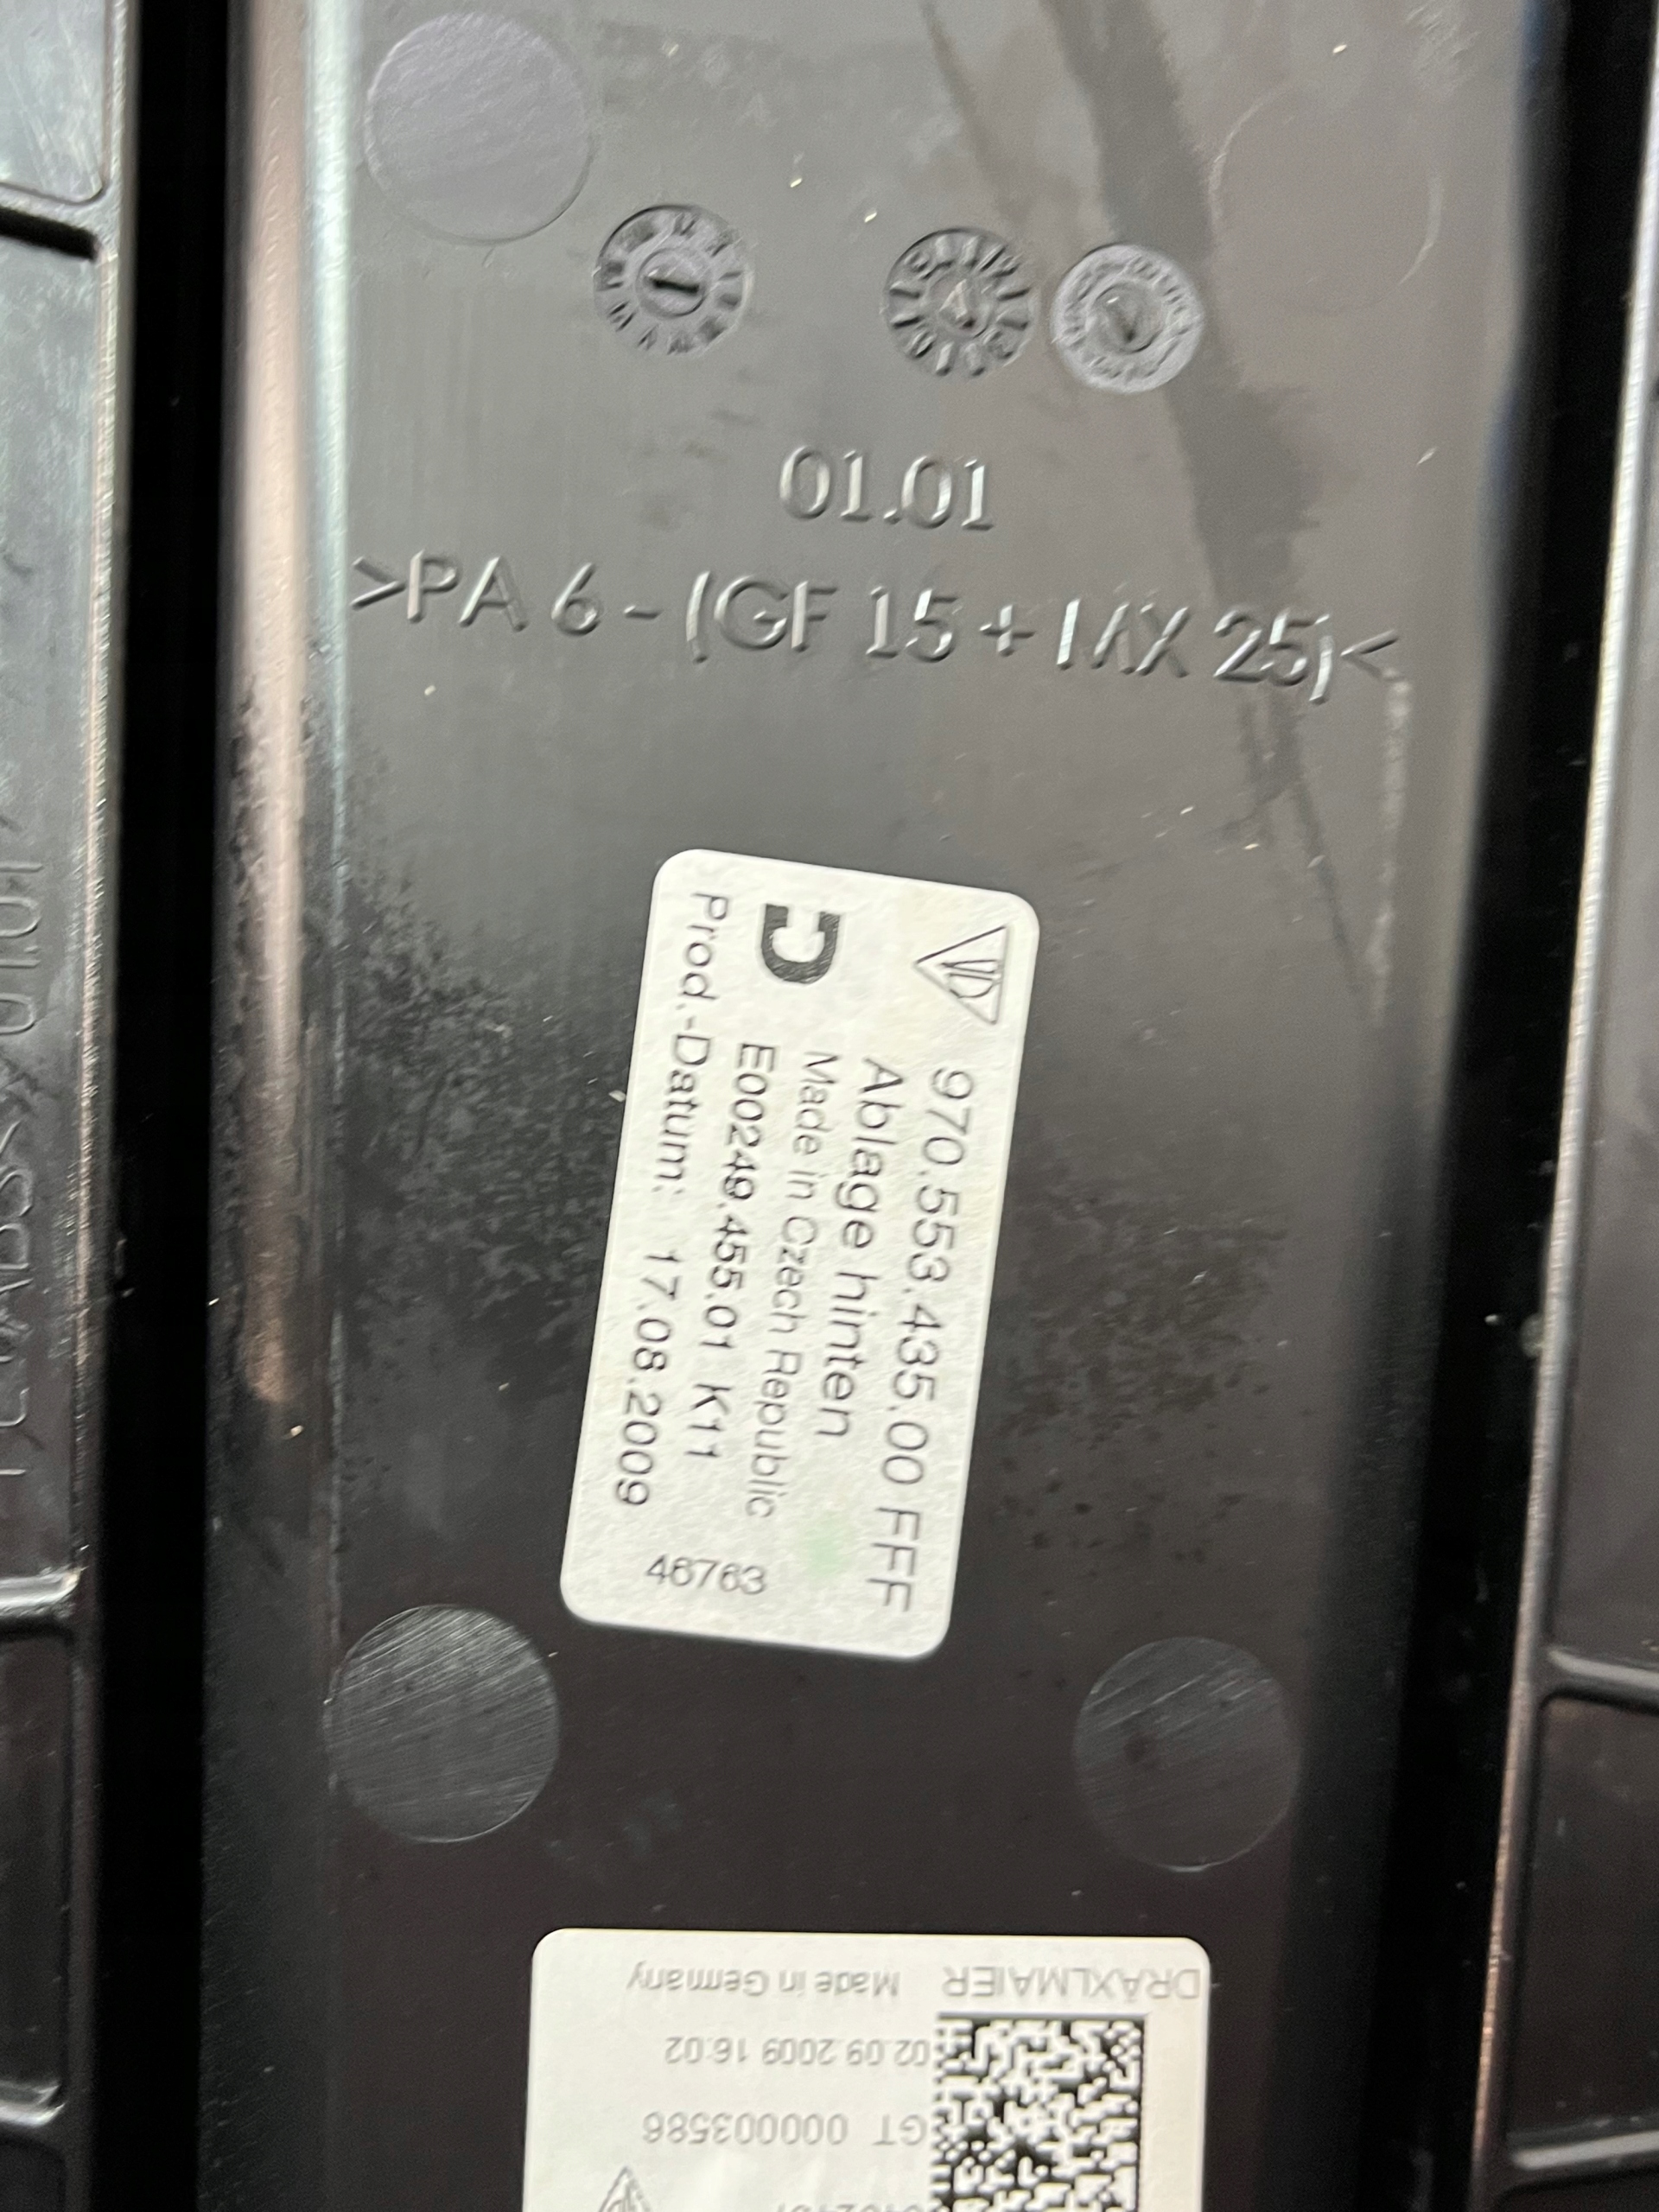 01.01
>PA 6 - (GF 15 + MX 25)<
970.553.435.00 FFF
Ablage hinten
Made in Czech Republic
E00249.455.01 K11
Prod.-Datum: 17.08.2009
46763
DRÄXLMAIER Made in Germany
02.09.2009 16:02
GT 000003586